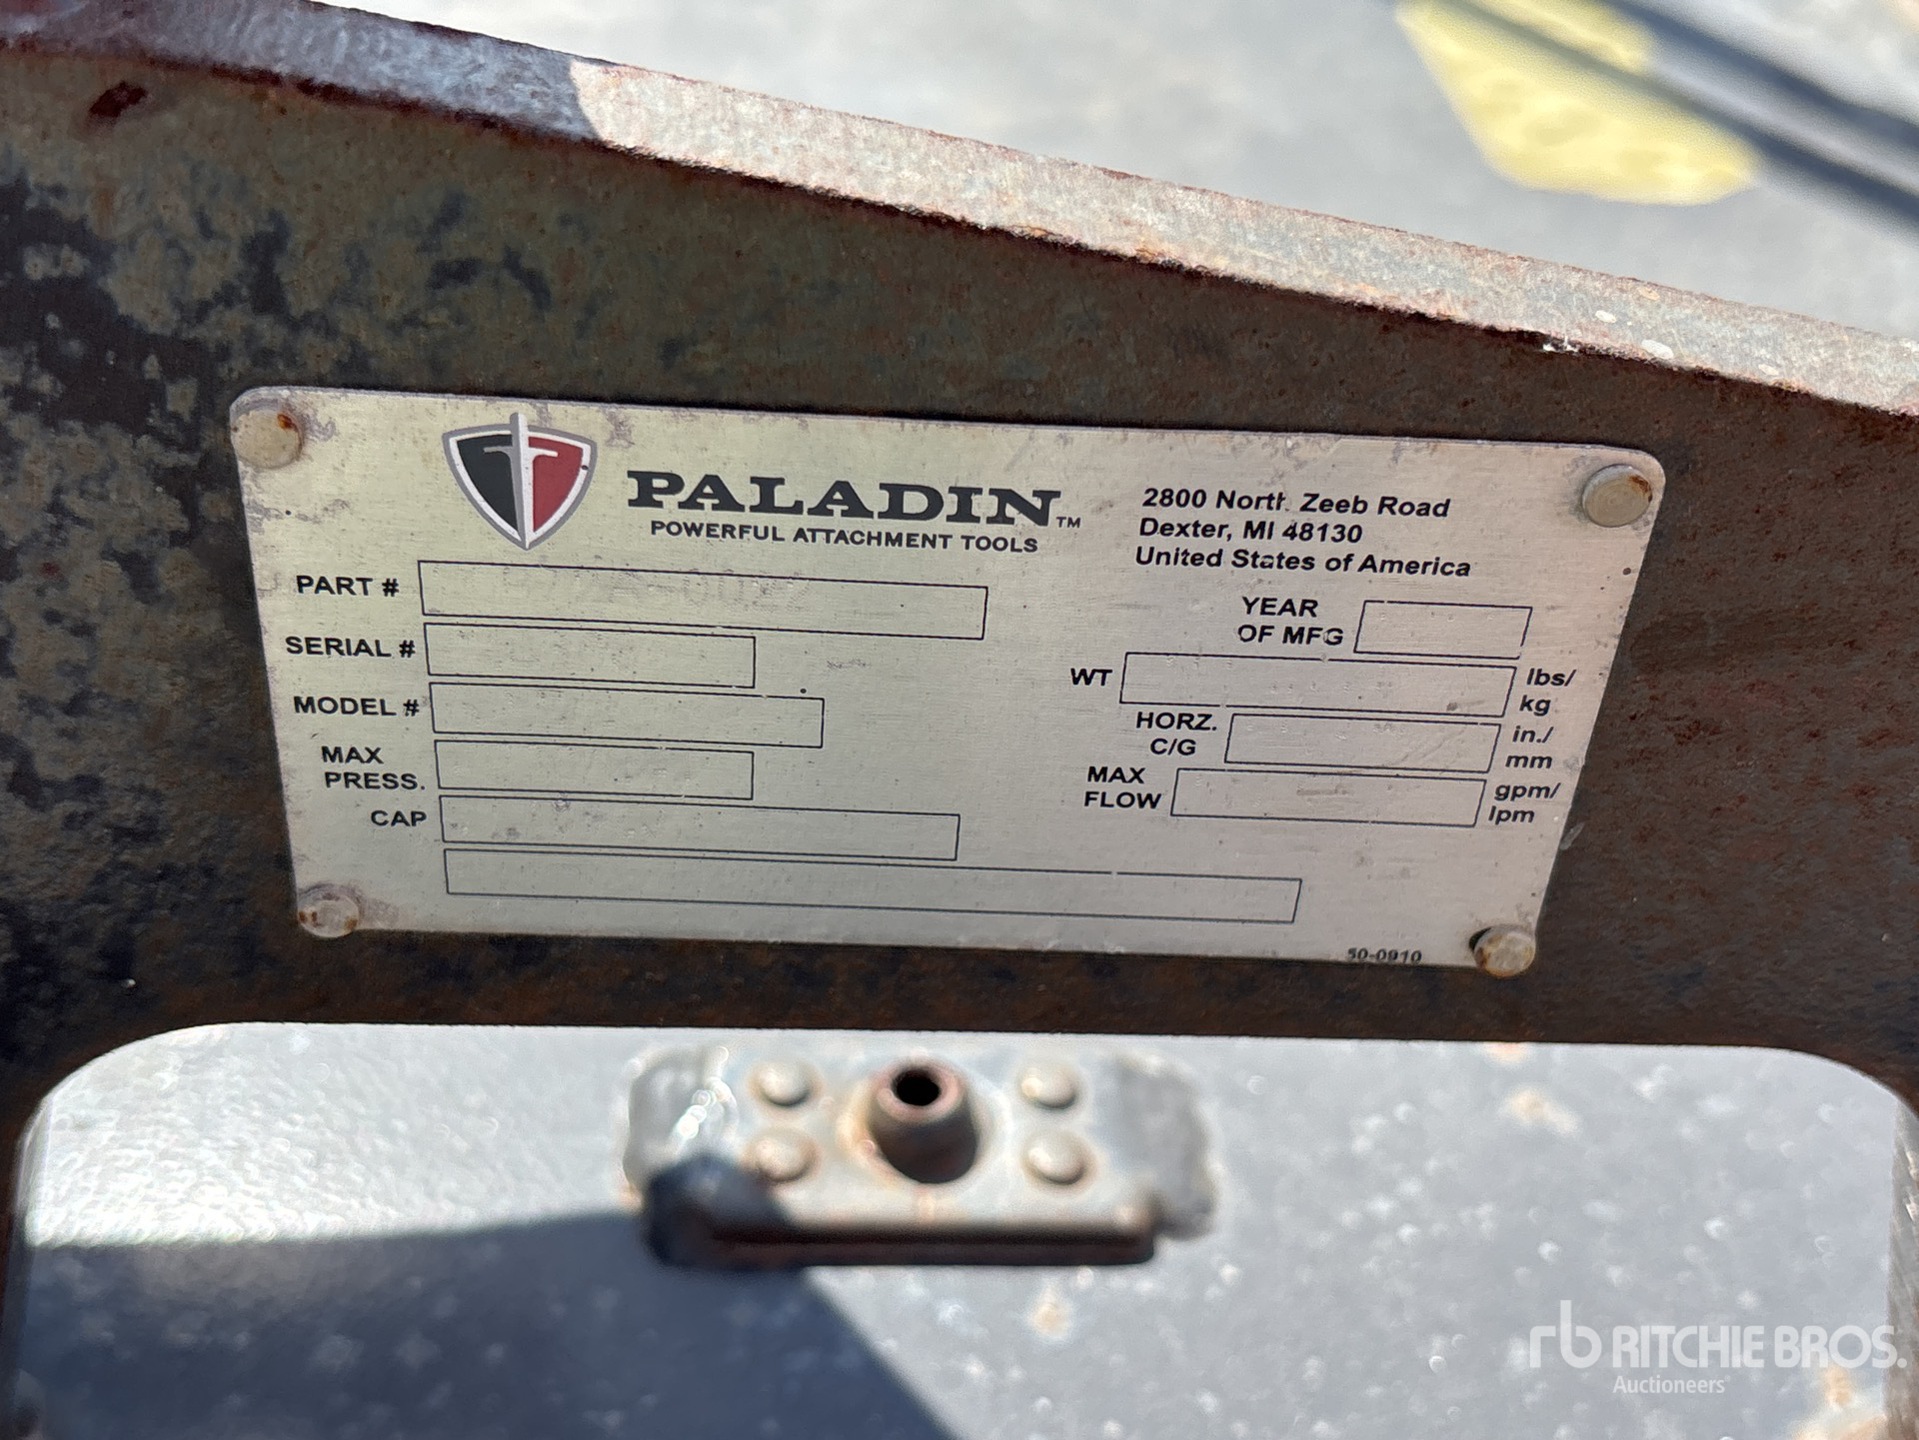 PALADIN™
POWERFUL ATTACHMENT TOOLS
2800 North Zeeb Road
Dexter, MI 48130
United States of America
PART #
SERIAL #
MODEL #
MAX
PRESS.
CAP
YEAR
OF MFG
WT
lbs/
kg
HORZ.
C/G
in./
mm
MAX
FLOW
gpm/
lpm
50-0910
rb RITCHIE BROS.
Auctioneers